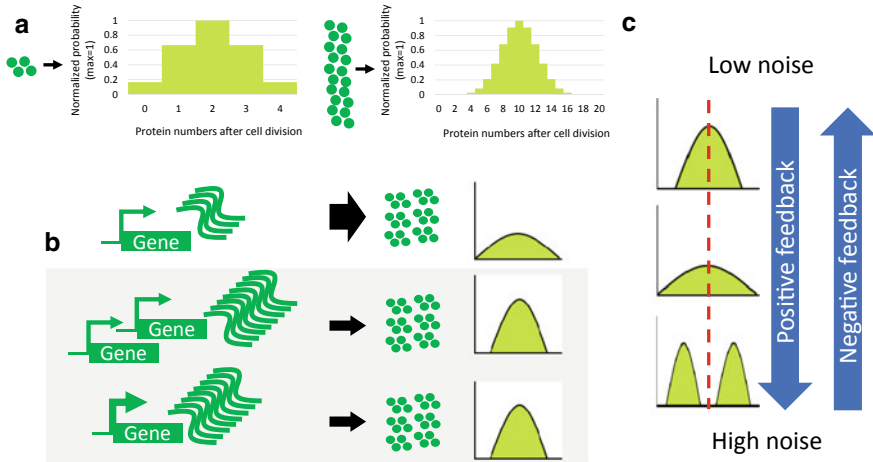 a
Normalized probability
(max=1)
1
0.8
0.6
0.4
0.2
0
0 1 2 3 4
Protein numbers after cell division
Normalized probability
(max=1)
1
0.8
0.6
0.4
0.2
0
0 2 4 6 8 10 12 14 16 18 20
Protein numbers after cell division
b
Gene
Gene
Gene
Gene
c
Low noise
Positive feedback
Negative feedback
High noise